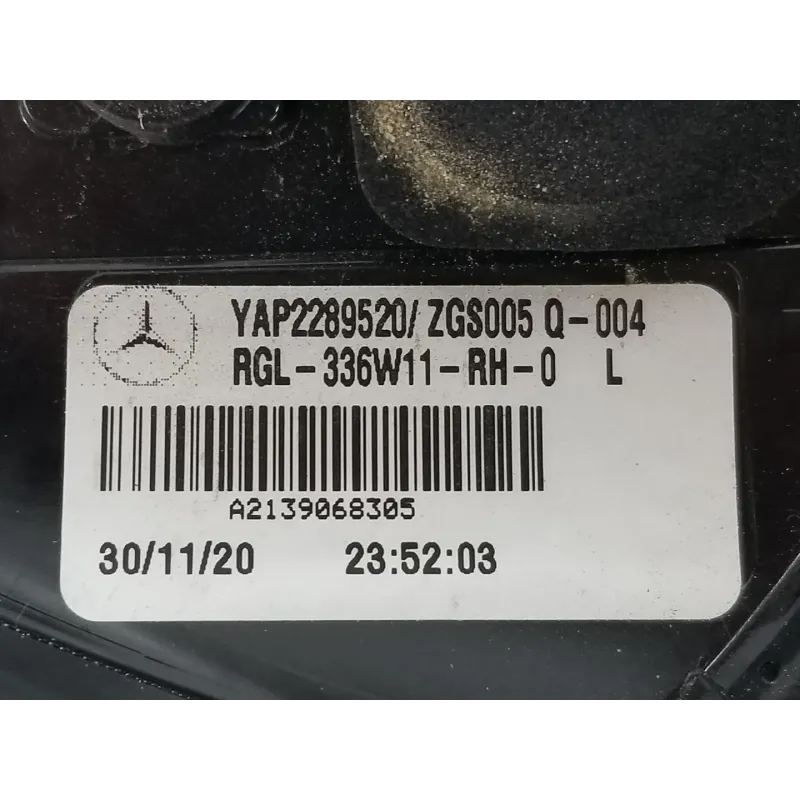 YAP2289520/ ZGS005 Q-004
RGL-336W11-RH-0 L
A2139068305
30/11/20 23:52:03